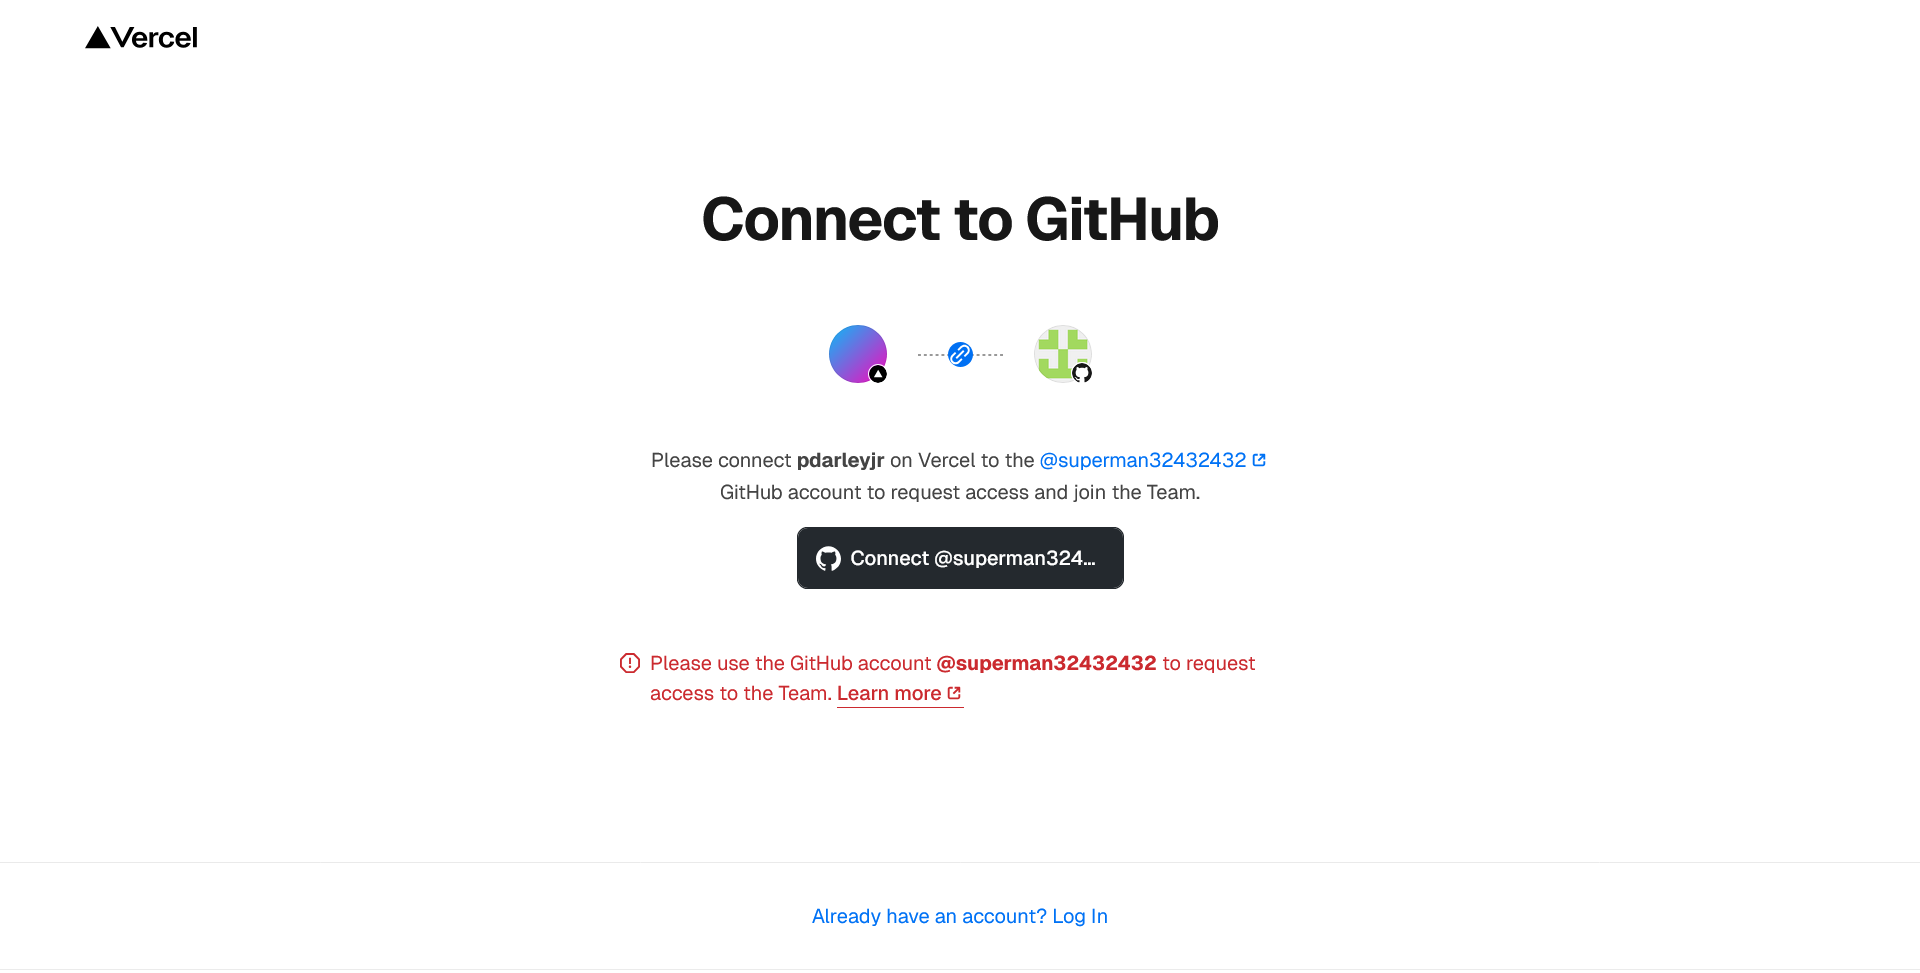 Vercel
Connect to GitHub
Please connect pdarleyjr on Vercel to the @superman32432432
GitHub account to request access and join the Team.
Connect @superman324...
Please use the GitHub account @superman32432432 to request
access to the Team. Learn more
Already have an account? Log In